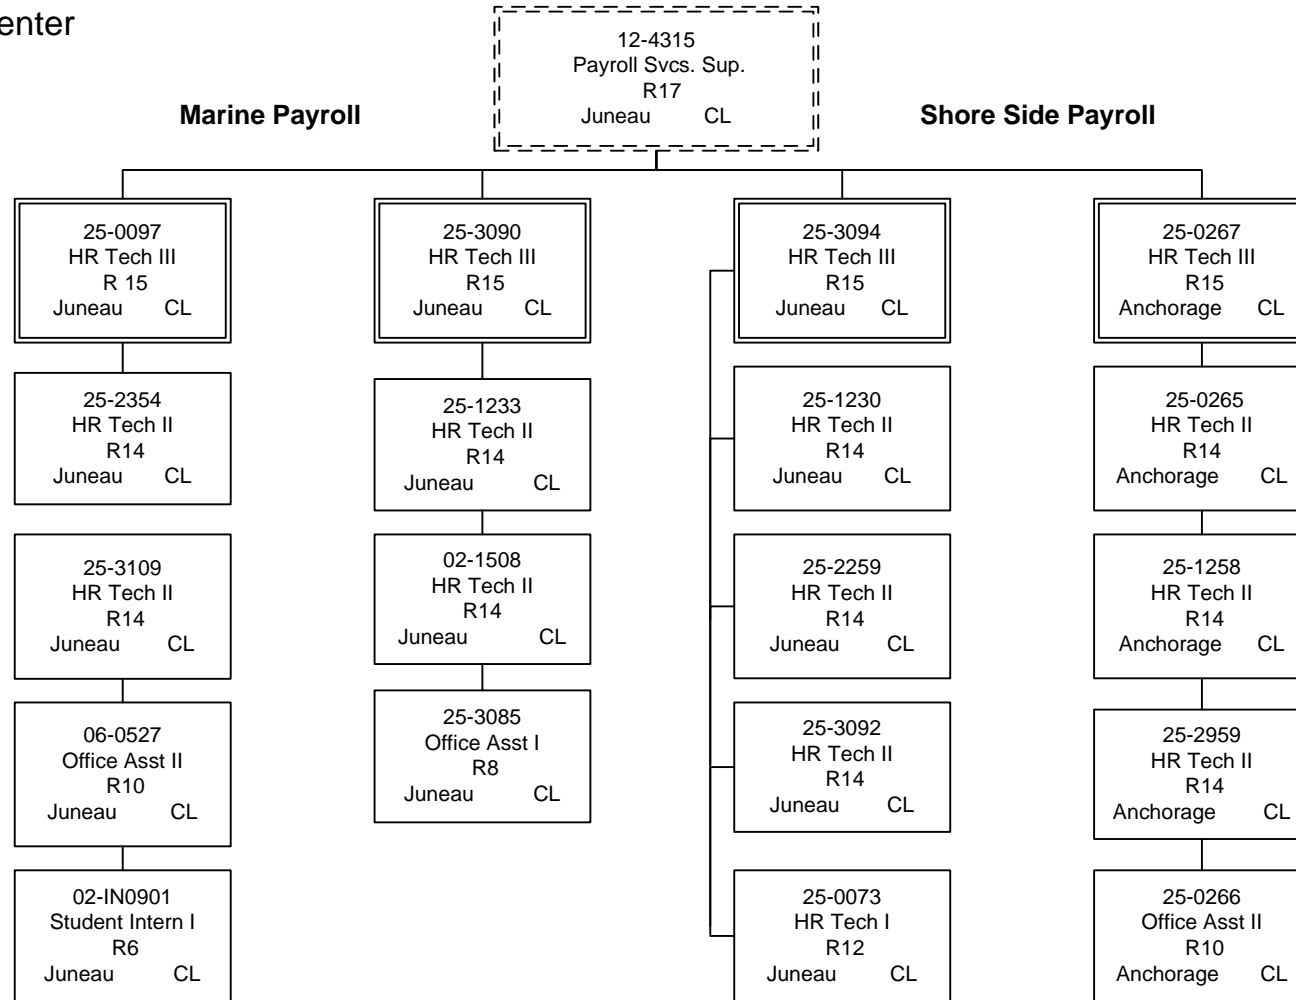 enter
12-4315
Payroll Svcs. Sup.
R17
Juneau CL
Marine Payroll
Shore Side Payroll
25-0097
HR Tech III
R 15
Juneau CL
25-3090
HR Tech III
R15
Juneau CL
25-3094
HR Tech III
R15
Juneau CL
25-0267
HR Tech III
R15
Anchorage CL
25-2354
HR Tech II
R14
Juneau CL
25-1233
HR Tech II
R14
Juneau CL
25-1230
HR Tech II
R14
Juneau CL
25-0265
HR Tech II
R14
Anchorage CL
25-3109
HR Tech II
R14
Juneau CL
02-1508
HR Tech II
R14
Juneau CL
25-2259
HR Tech II
R14
Juneau CL
25-1258
HR Tech II
R14
Anchorage CL
06-0527
Office Asst II
R10
Juneau CL
25-3085
Office Asst I
R8
Juneau CL
25-3092
HR Tech II
R14
Juneau CL
25-2959
HR Tech II
R14
Anchorage CL
02-IN0901
Student Intern I
R6
Juneau CL
25-0073
HR Tech I
R12
Juneau CL
25-0266
Office Asst II
R10
Anchorage CL